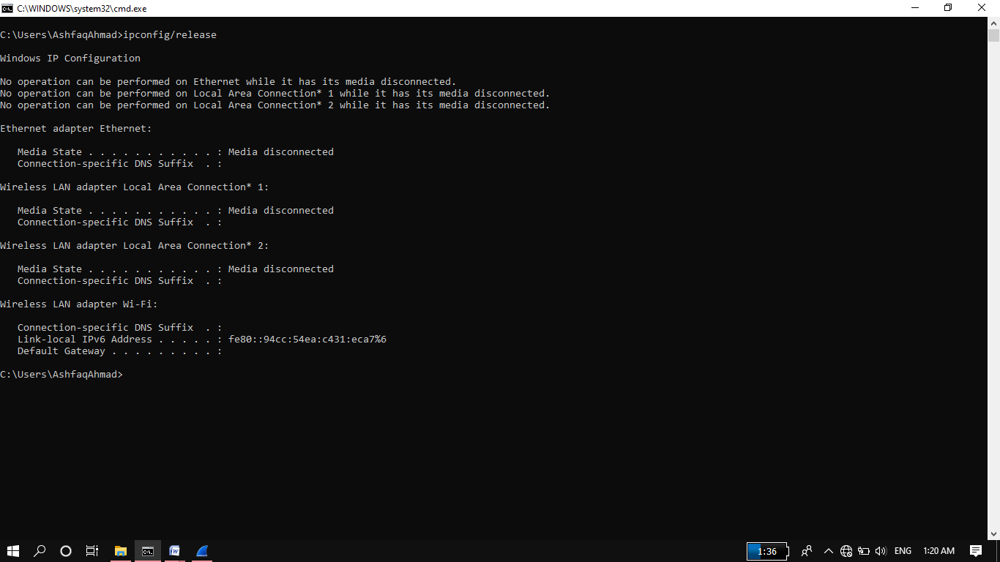 C:\WINDOWS\system32\cmd.exe
C:\Users\AshfaqAhmad>ipconfig/release
Windows IP Configuration
No operation can be performed on Ethernet while it has its media disconnected.
No operation can be performed on Local Area Connection* 1 while it has its media disconnected.
No operation can be performed on Local Area Connection* 2 while it has its media disconnected.
Ethernet adapter Ethernet:
Media State . . . . . . . . . . . : Media disconnected
Connection-specific DNS Suffix  . :
Wireless LAN adapter Local Area Connection* 1:
Media State . . . . . . . . . . . : Media disconnected
Connection-specific DNS Suffix  . :
Wireless LAN adapter Local Area Connection* 2:
Media State . . . . . . . . . . . : Media disconnected
Connection-specific DNS Suffix  . :
Wireless LAN adapter Wi-Fi:
Connection-specific DNS Suffix  . :
Link-local IPv6 Address . . . . . : fe80::94cc:54ea:c431:eca7%6
Default Gateway . . . . . . . . . :
C:\Users\AshfaqAhmad>
1:36 ENG 1:20 AM